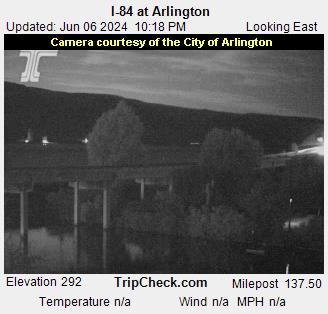 I-84 at Arlington
Updated: Jun 06 2024 10:18 PM Looking East
Camera courtesy of the City of Arlington
Elevation 292 TripCheck.com Milepost 137.50
Temperature n/a Wind n/a MPH n/a